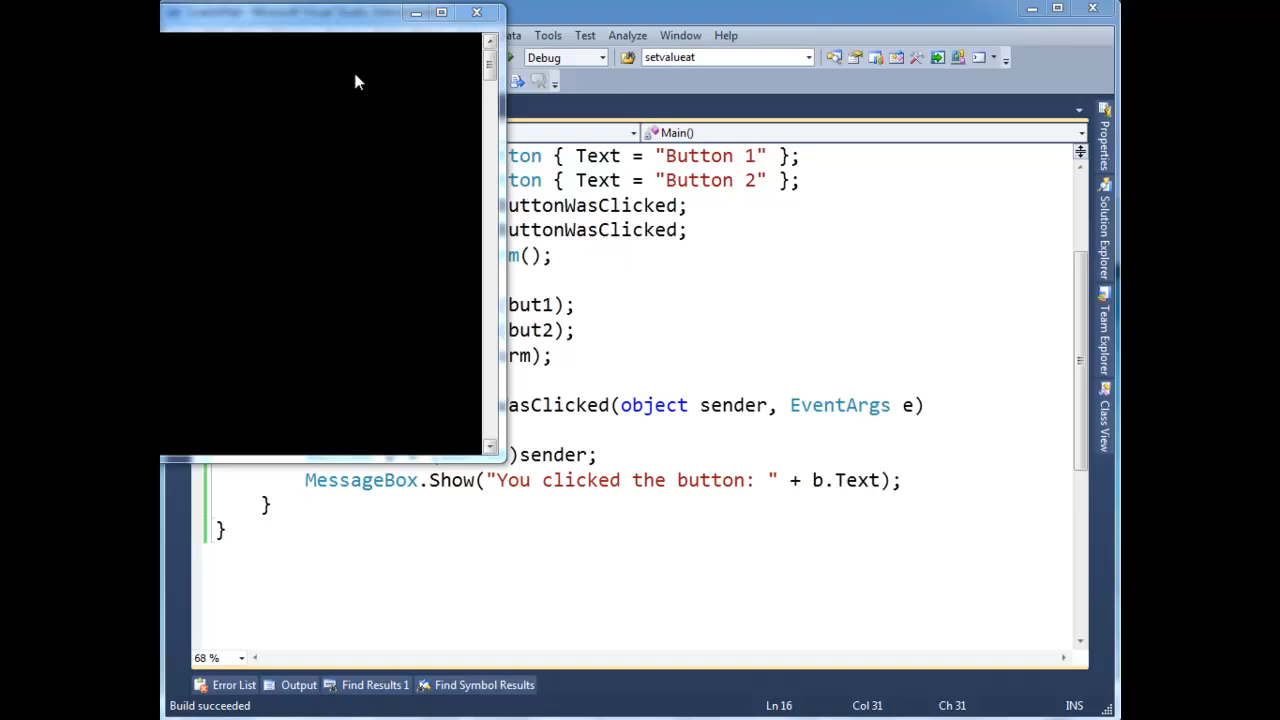 Tools Test Analyze Window Help
Debug setvalueat
Main()
ton { Text = "Button 1" };
ton { Text = "Button 2" };
uttonWasClicked;
uttonWasClicked;
m();
but1);
but2);
rm);
asClicked(object sender, EventArgs e)
)sender;
MessageBox.Show("You clicked the button: " + b.Text);
}
}
68 %
Error List Output Find Results 1 Find Symbol Results
Build succeeded Ln 16 Col 31 Ch 31 INS
Properties
Solution Explorer
Team Explorer
Class View